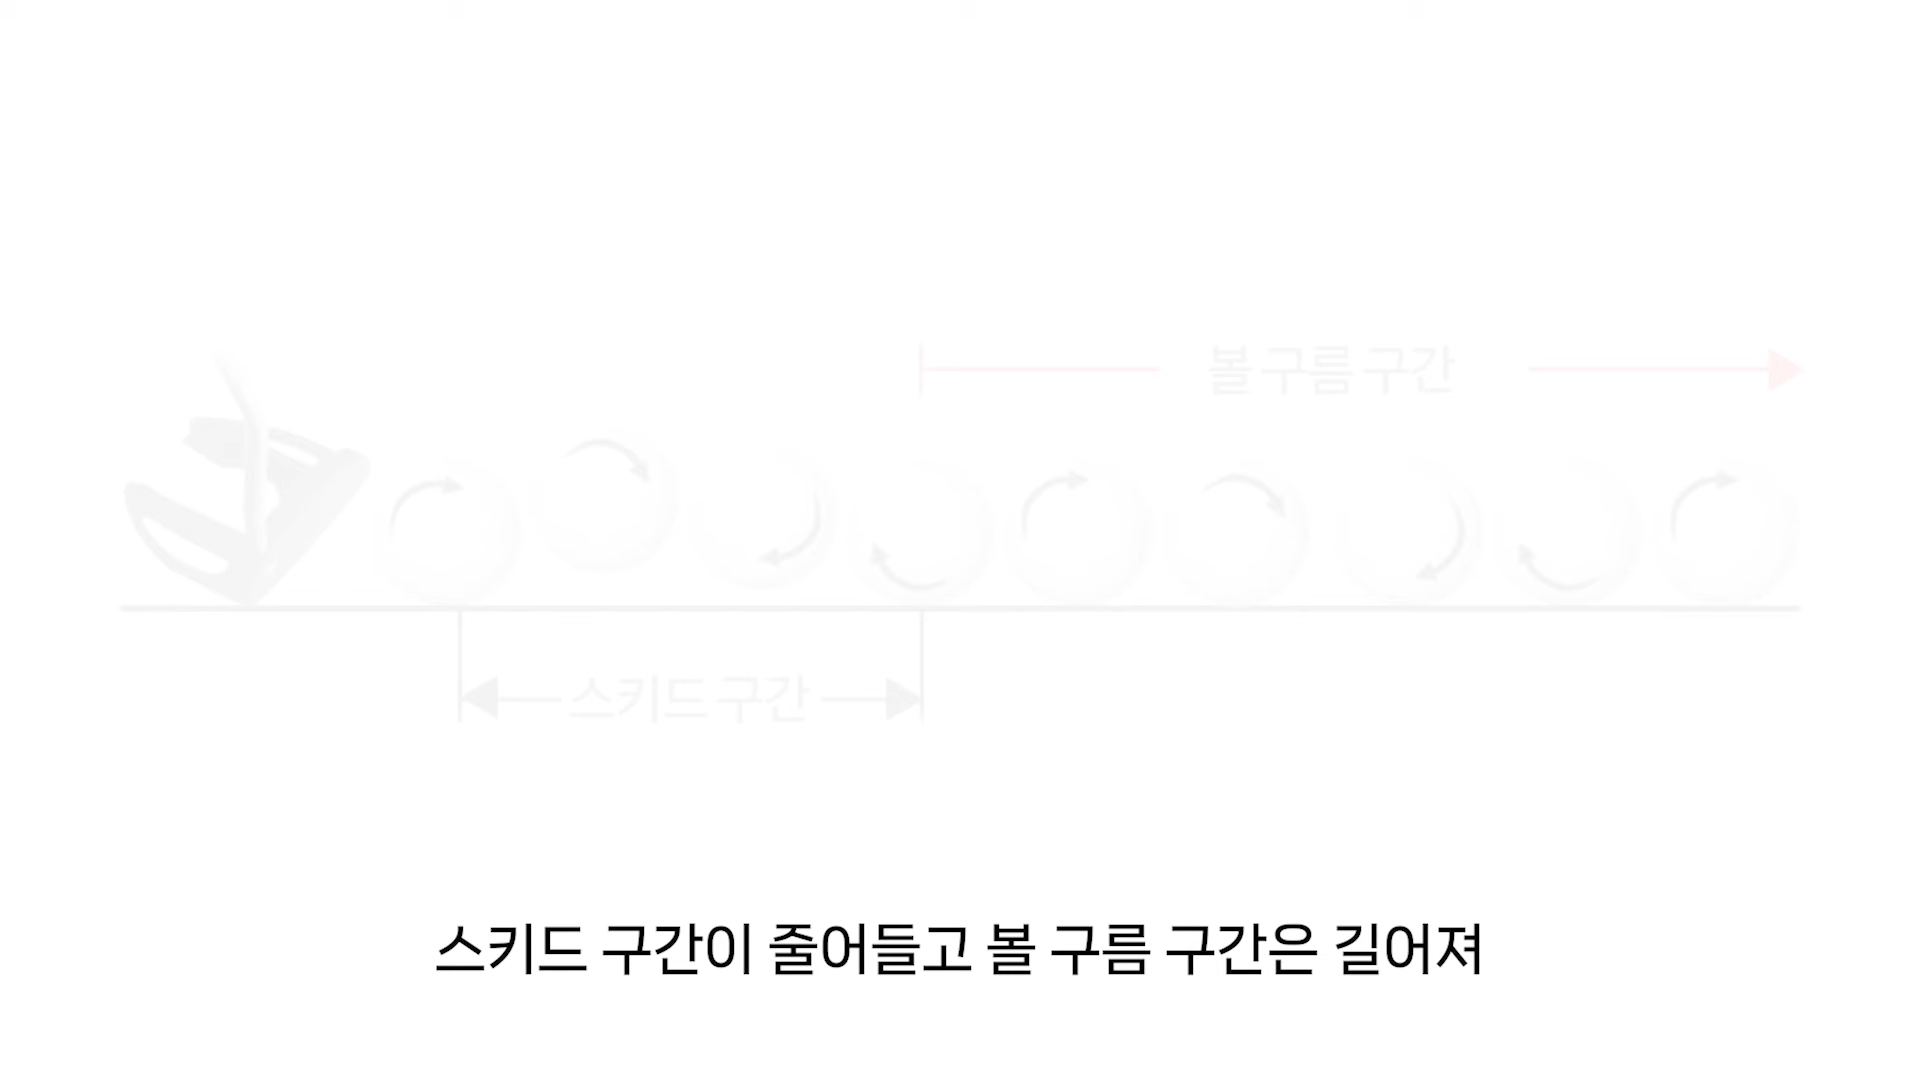 볼 구름 구간
스키드 구간
스키드 구간이 줄어들고 볼 구름 구간은 길어져